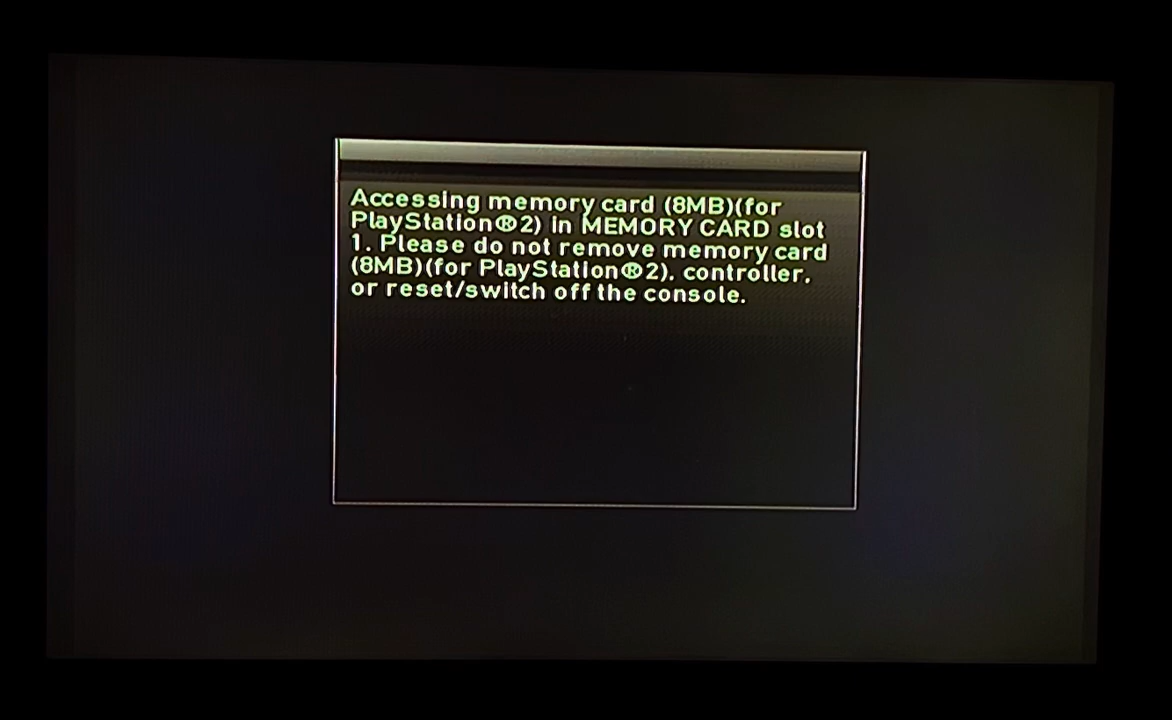 Accessing memory card (8MB)(for
PlayStation®2) in MEMORY CARD slot
1. Please do not remove memory card
(8MB)(for PlayStation®2), controller,
or reset/switch off the console.